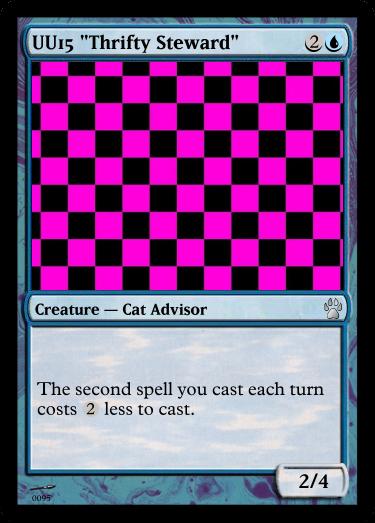 UU15 "Thrifty Steward" 2
Creature — Cat Advisor
The second spell you cast each turn
costs 2 less to cast.
2/4
0095